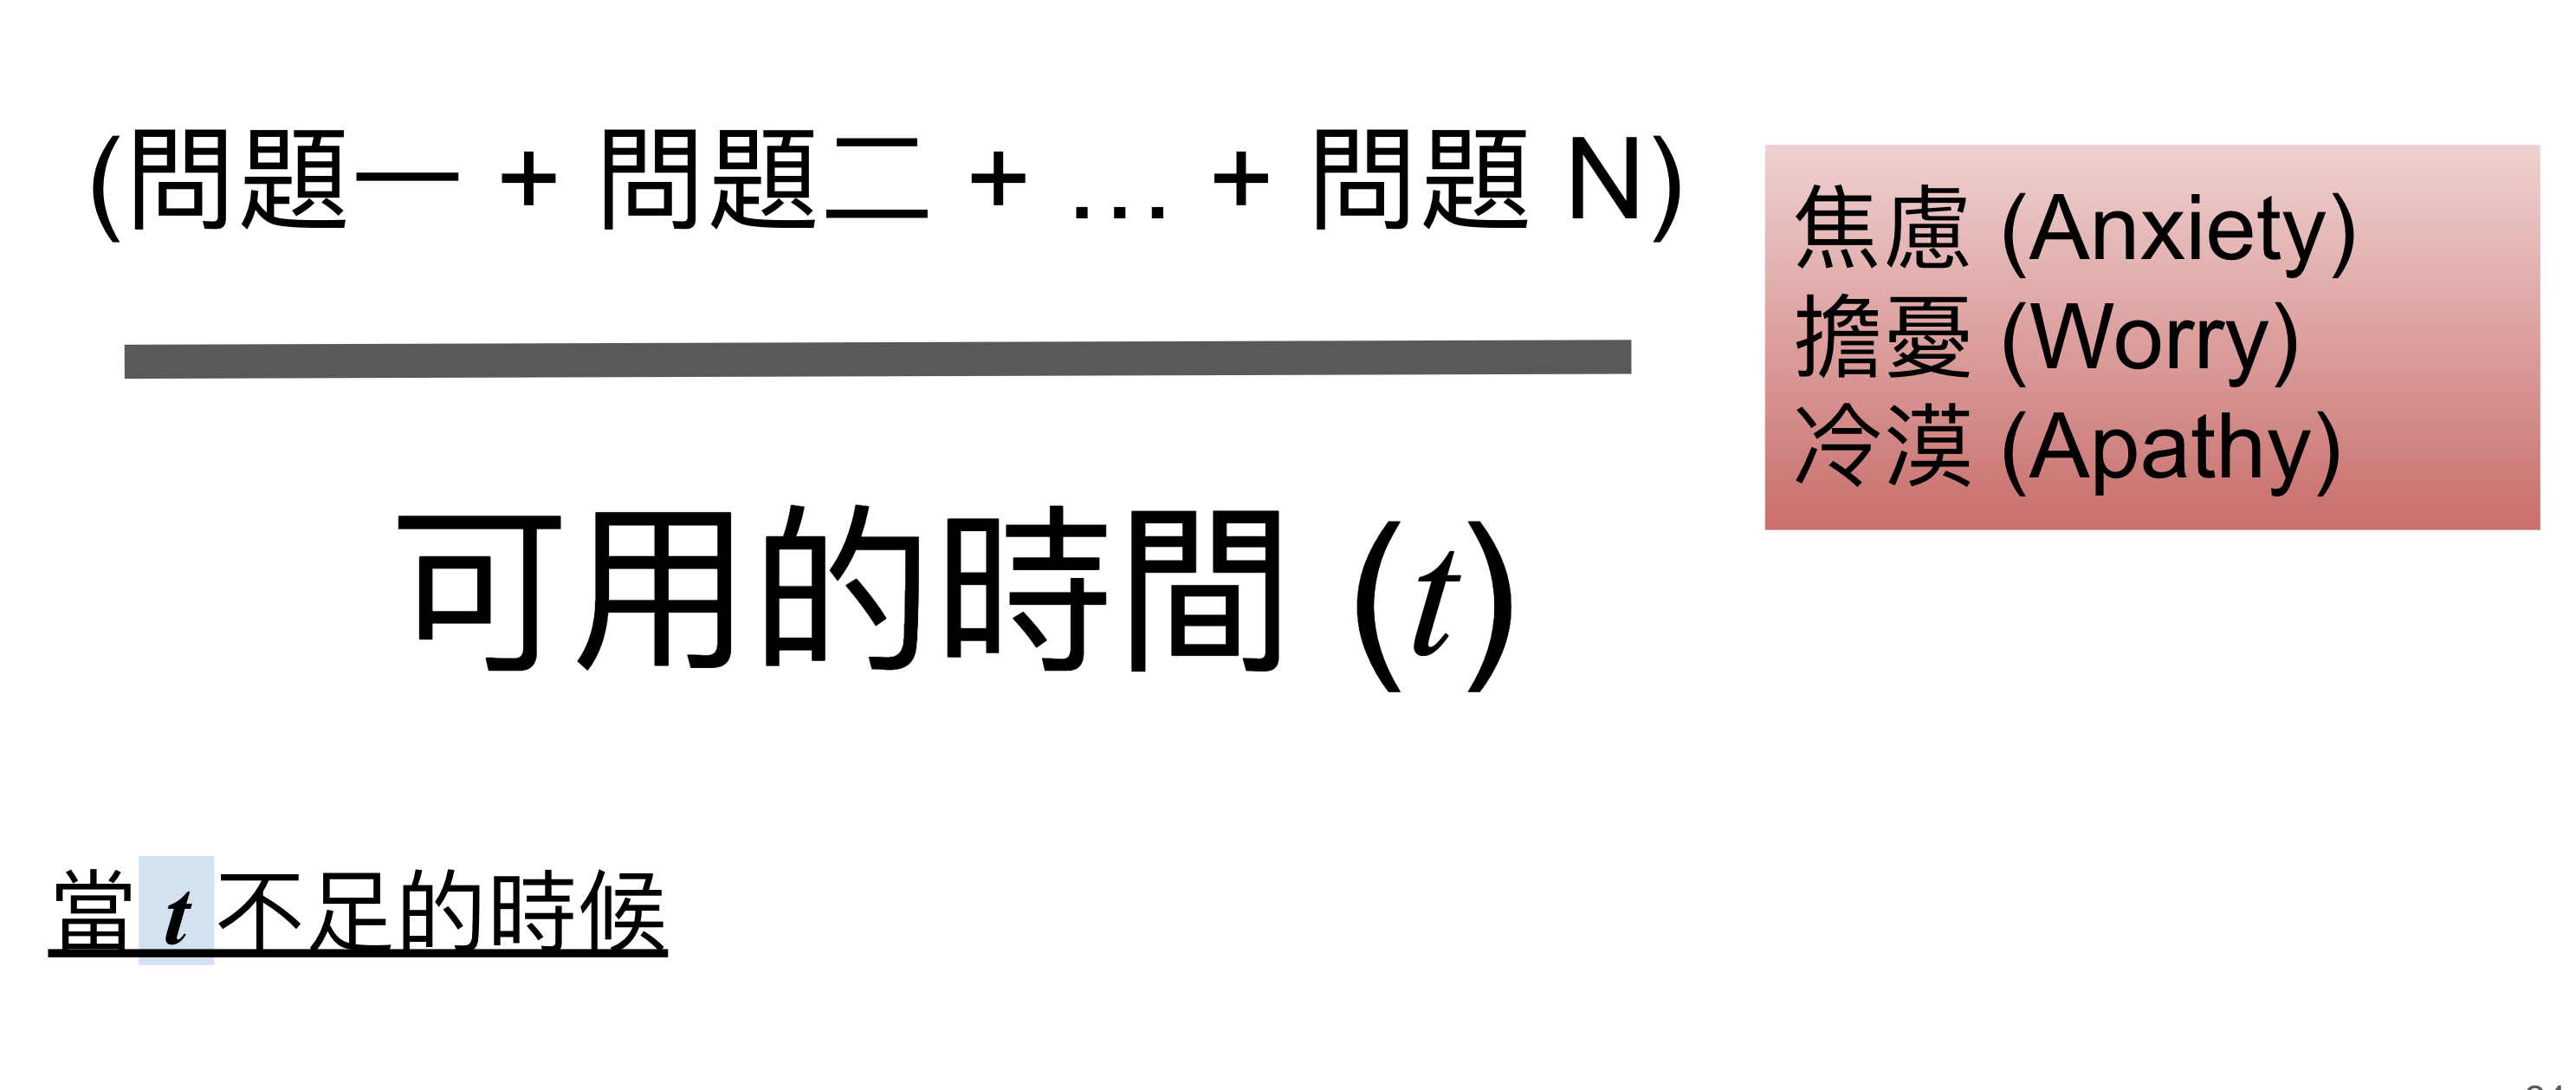 (問題一 + 問題二 + … + 問題 N)
焦慮 (Anxiety)
擔憂 (Worry)
冷漠 (Apathy)
可用的時間 (t)
當 t 不足的時候